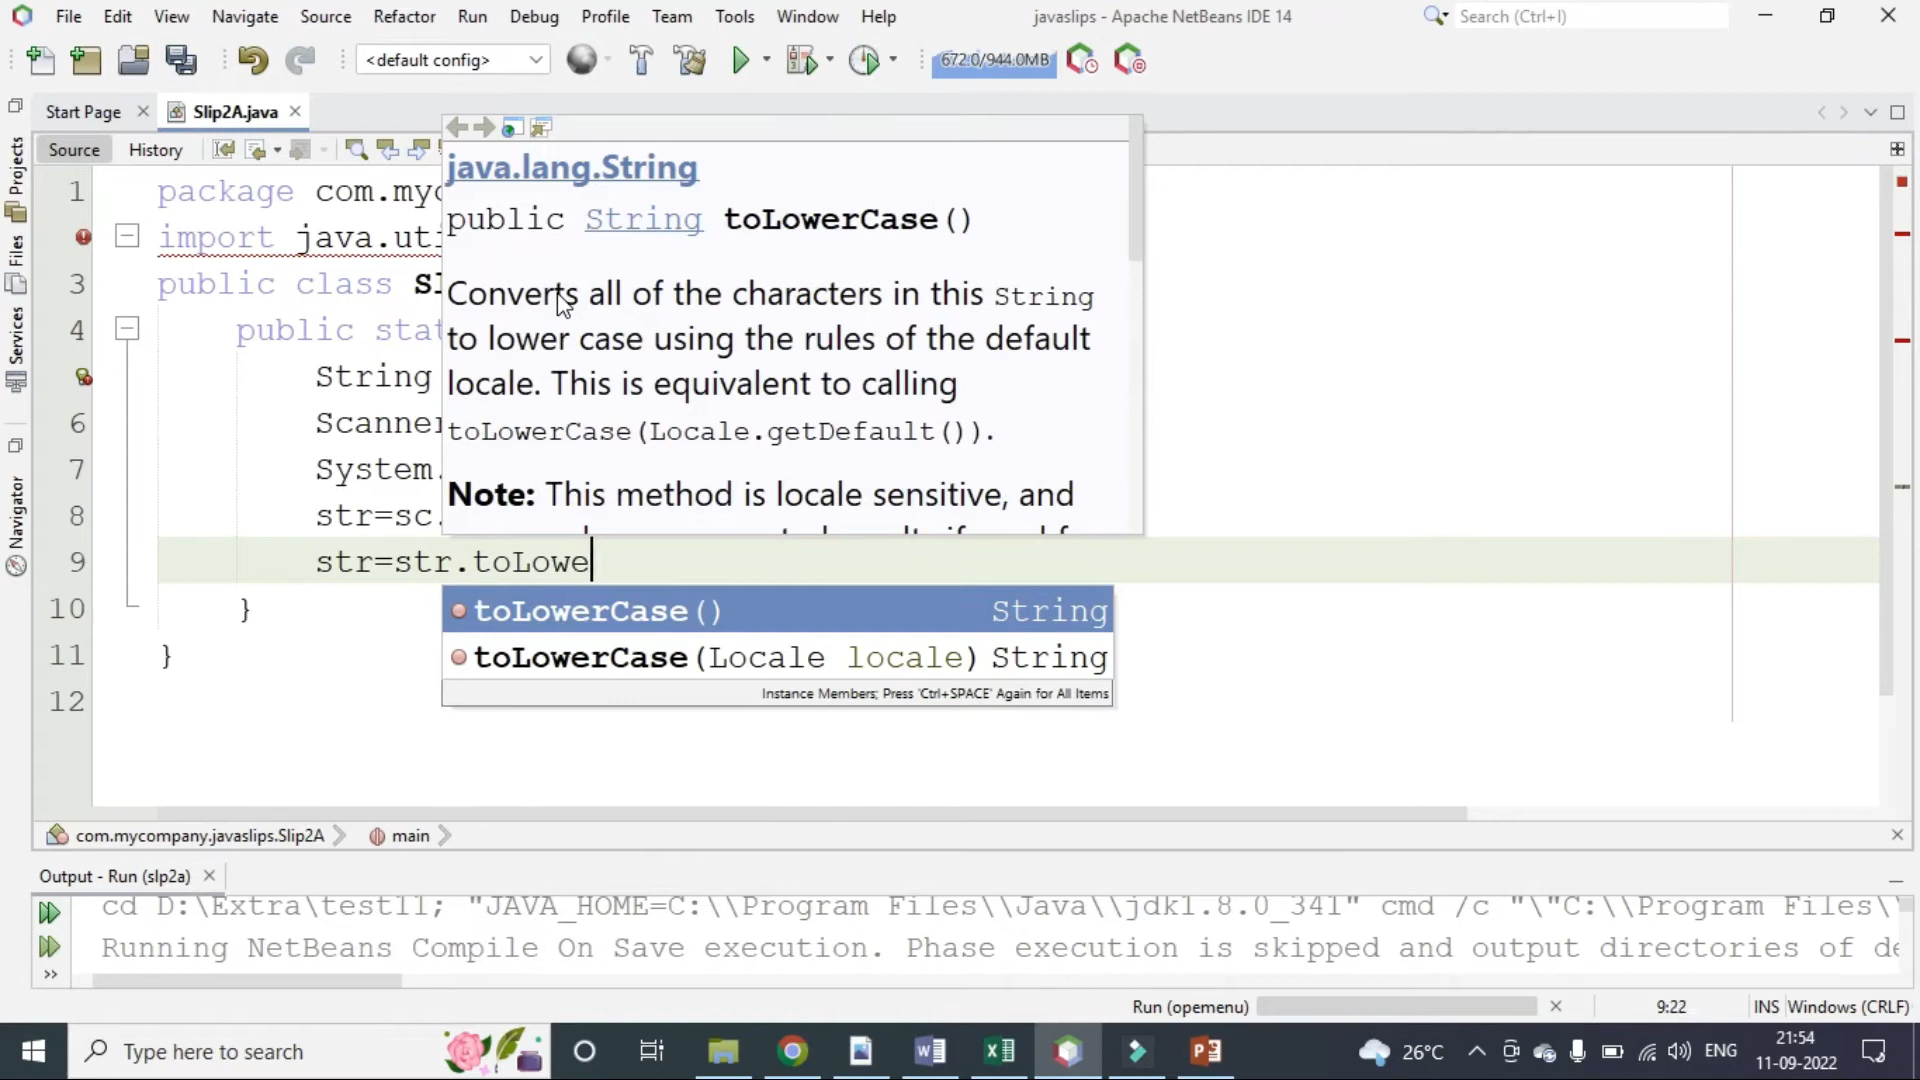 File Edit View Navigate Source Refactor Run Debug Profile Team Tools Window Help javaslips - Apache NetBeans IDE 14 Search (Ctrl+I)
<default config> 672.0/944.0MB
Start Page Slip2A.java
Source History
Projects
Files
Services
Navigator
1 package com.myc
import java.uti
3 public class Sl
4 public stat
String
6 Scanner
7 System.
8 str=sc.
9 str=str.toLowe
10 }
11 }
12
java.lang.String
public String toLowerCase()
Converts all of the characters in this String
to lower case using the rules of the default
locale. This is equivalent to calling
toLowerCase(Locale.getDefault()).
Note: This method is locale sensitive, and
toLowerCase() String
toLowerCase(Locale locale) String
Instance Members; Press 'Ctrl+SPACE' Again for All Items
com.mycompany.javaslips.Slip2A main
Output - Run (slp2a)
cd D:\Extra\test11; "JAVA_HOME=C:\\Program Files\\Java\\jdk1.8.0_341" cmd /c "\"C:\\Program Files\\
Running NetBeans Compile On Save execution. Phase execution is skipped and output directories of de
Run (openmenu) 9:22 INS Windows (CRLF)
Type here to search 26°C ENG 21:54
11-09-2022